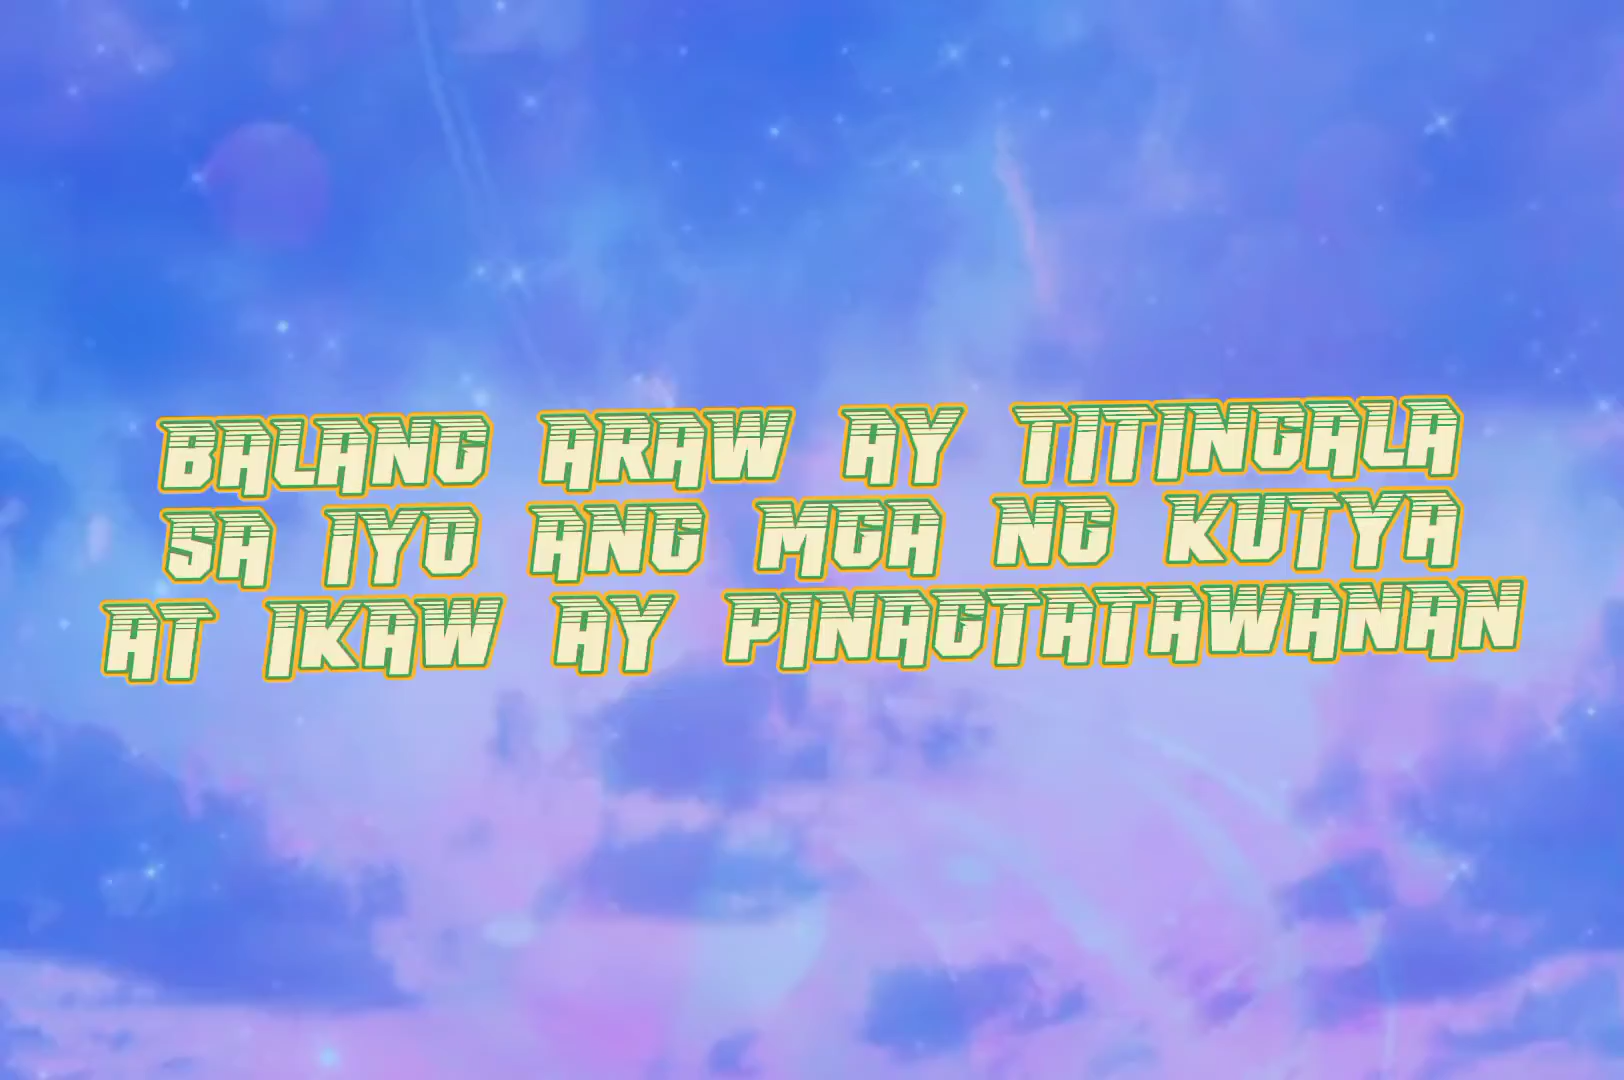 BALANG ARAW AY TITINGALA
SA IYO ANG MGA NG KUTYA
AT IKAW AY PINAGTATAWANAN